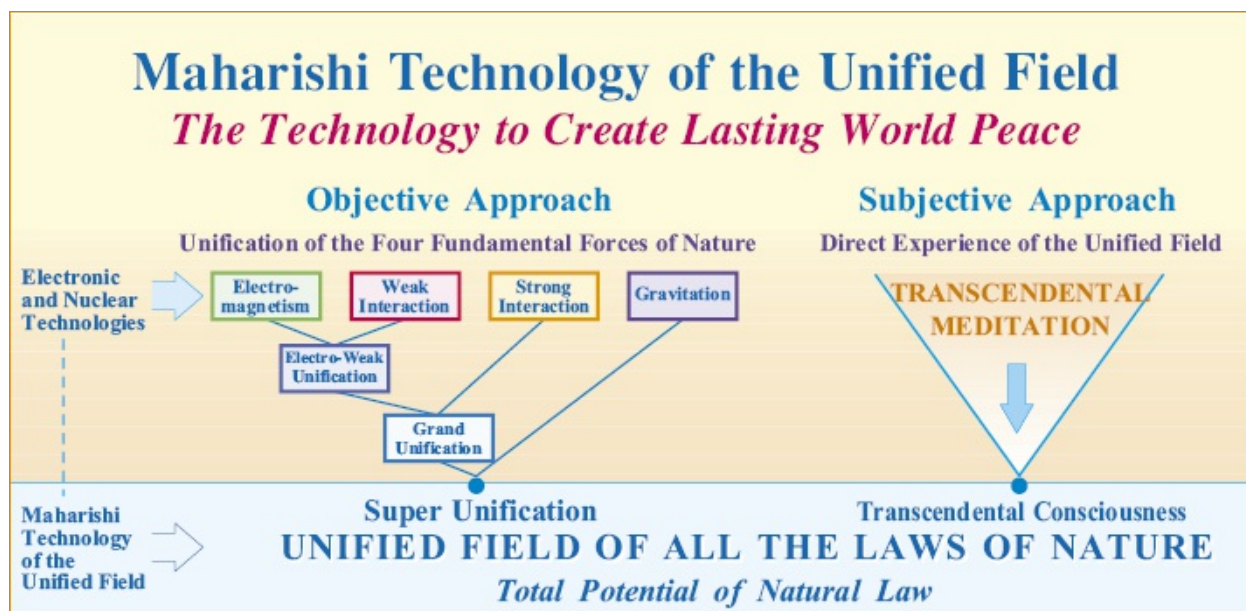 Maharishi Technology of the Unified Field
The Technology to Create Lasting World Peace
Objective Approach
Unification of the Four Fundamental Forces of Nature
Subjective Approach
Direct Experience of the Unified Field
Electronic
and Nuclear
Technologies
Electro-
magnetism
Weak
Interaction
Strong
Interaction
Gravitation
Electro-Weak
Unification
Grand
Unification
TRANSCENDENTAL
MEDITATION
Maharishi
Technology
of the
Unified Field
Super Unification
Transcendental Consciousness
UNIFIED FIELD OF ALL THE LAWS OF NATURE
Total Potential of Natural Law